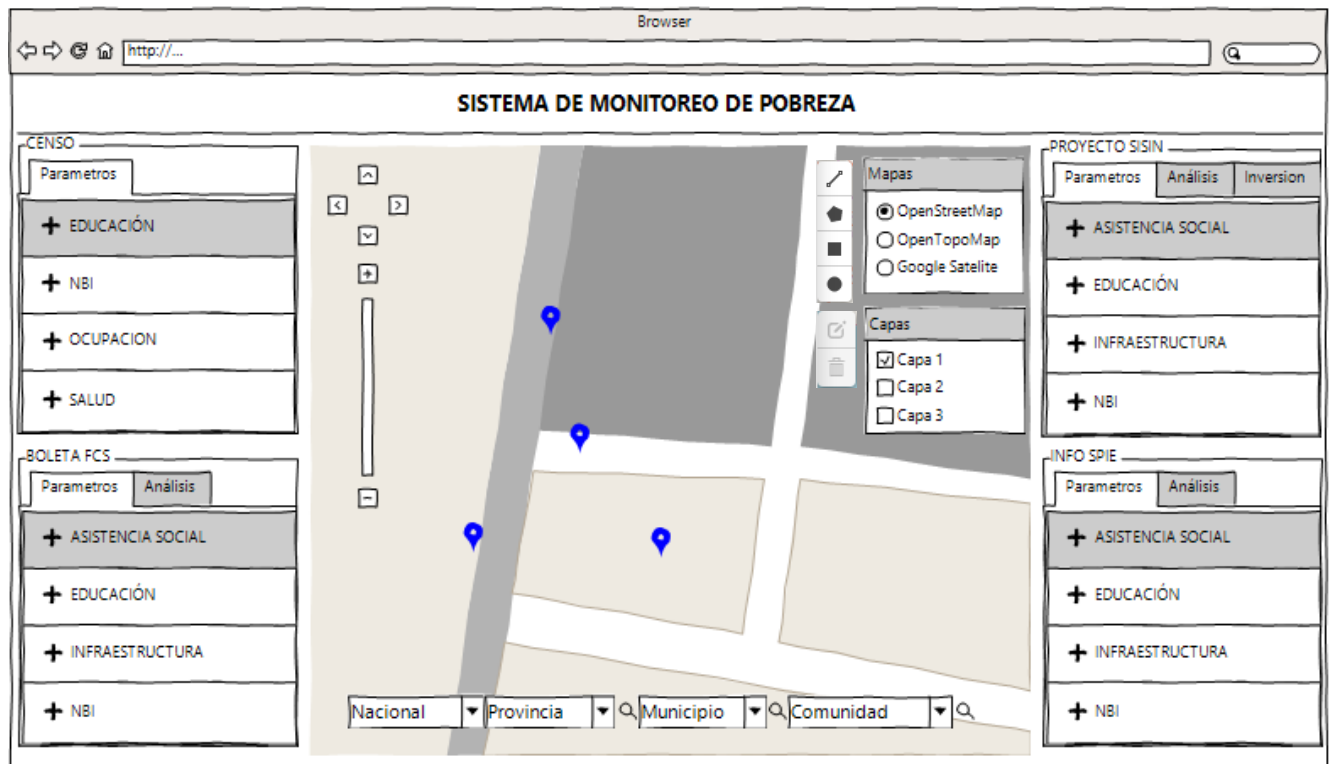 Browser
http://...
SISTEMA DE MONITOREO DE POBREZA
CENSO
Parametros
EDUCACIÓN
NBI
OCUPACION
SALUD
BOLETA FCS
Parametros Análisis
ASISTENCIA SOCIAL
EDUCACIÓN
INFRAESTRUCTURA
NBI
Mapas
OpenStreetMap
OpenTopoMap
Google Satelite
Capas
Capa 1
Capa 2
Capa 3
Nacional Provincia Municipio Comunidad
PROYECTO SISIN
Parametros Análisis Inversion
ASISTENCIA SOCIAL
EDUCACIÓN
INFRAESTRUCTURA
NBI
INFO SPIE
Parametros Análisis
ASISTENCIA SOCIAL
EDUCACIÓN
INFRAESTRUCTURA
NBI